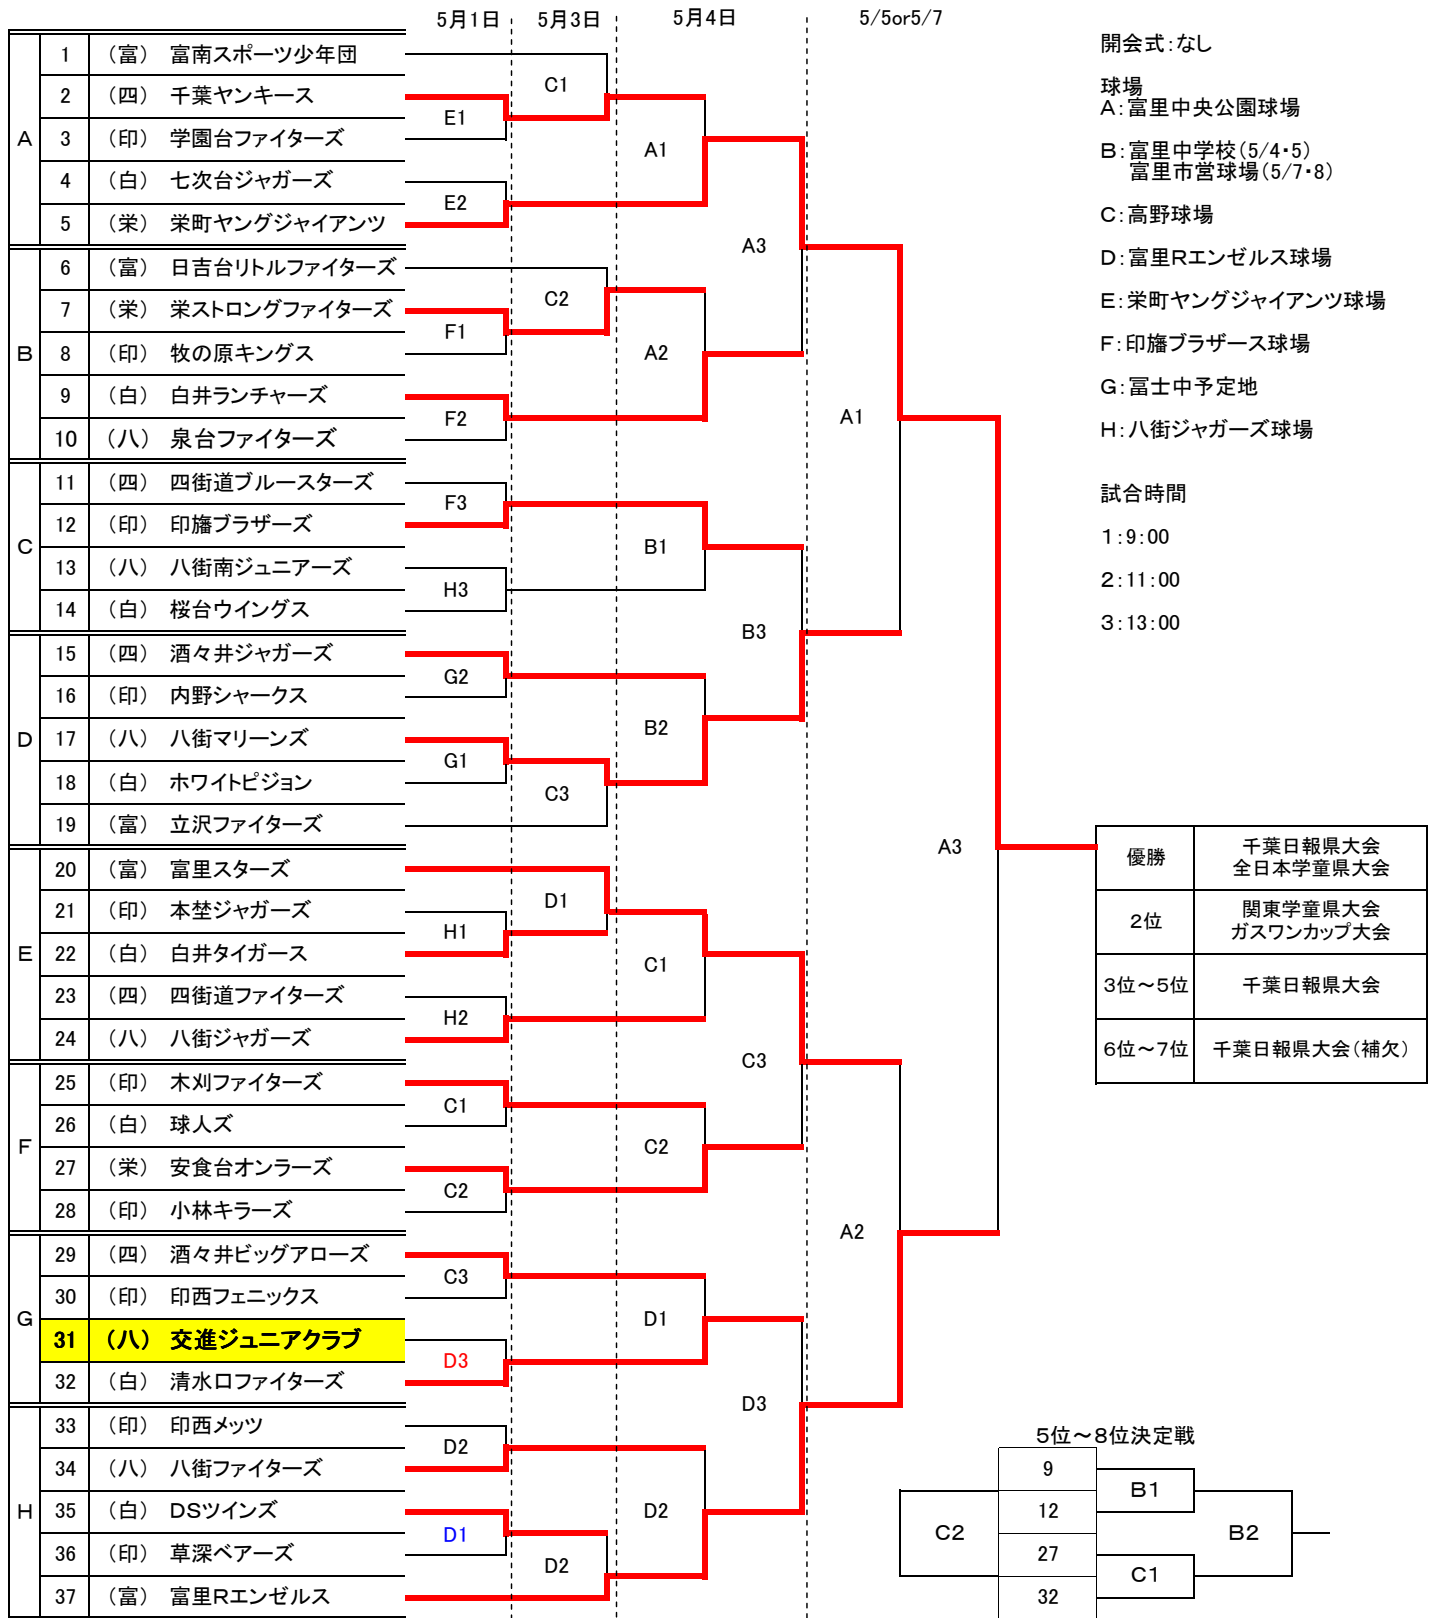 5月1日 5月3日 5月4日 5/5or5/7
A
1 （富） 富南スポーツ少年団
2 （四） 千葉ヤンキース
3 （印） 学園台ファイターズ
4 （白） 七次台ジャガーズ
5 （栄） 栄町ヤングジャイアンツ
B
6 （富） 日吉台リトルファイターズ
7 （栄） 栄ストロングファイターズ
8 （印） 牧の原キングス
9 （白） 白井ランチャーズ
10 （八） 泉台ファイターズ
C
11 （四） 四街道ブルースターズ
12 （印） 印旛ブラザーズ
13 （八） 八街南ジュニアーズ
14 （白） 桜台ウイングス
D
15 （四） 酒々井ジャガーズ
16 （印） 内野シャークス
17 （八） 八街マリーンズ
18 （白） ホワイトピジョン
19 （富） 立沢ファイターズ
E
20 （富） 富里スターズ
21 （印） 本埜ジャガーズ
22 （白） 白井タイガース
23 （四） 四街道ファイターズ
24 （八） 八街ジャガーズ
F
25 （印） 木刈ファイターズ
26 （白） 球人ズ
27 （栄） 安食台オンラーズ
28 （印） 小林キラーズ
G
29 （四） 酒々井ビッグアローズ
30 （印） 印西フェニックス
31 （八） 交進ジュニアクラブ
32 （白） 清水口ファイターズ
H
33 （印） 印西メッツ
34 （八） 八街ファイターズ
35 （白） DSツインズ
36 （印） 草深ベアーズ
37 （富） 富里Rエンゼルス
E1
E2
F1
F2
F3
H3
G2
G1
H1
H2
C1
C2
C3
D3
D2
D1
C1
C2
C3
D1
D2
A1
A2
B1
B2
C1
C2
D1
D2
A3
B3
C3
D3
A1
A2
A3
開会式：なし
球場
A：富里中央公園球場
B：富里中学校（5/4・5）
富里市営球場（5/7・8）
C：高野球場
D：富里Rエンゼルス球場
E：栄町ヤングジャイアンツ球場
F：印旛ブラザース球場
G：冨士中予定地
H：八街ジャガーズ球場
試合時間
1：9：00
2：11：00
3：13：00
優勝 千葉日報県大会
全日本学童県大会
2位 関東学童県大会
ガスワンカップ大会
3位～5位 千葉日報県大会
6位～7位 千葉日報県大会（補欠）
5位～8位決定戦
9
12
27
32
B1
C1
B2
C2